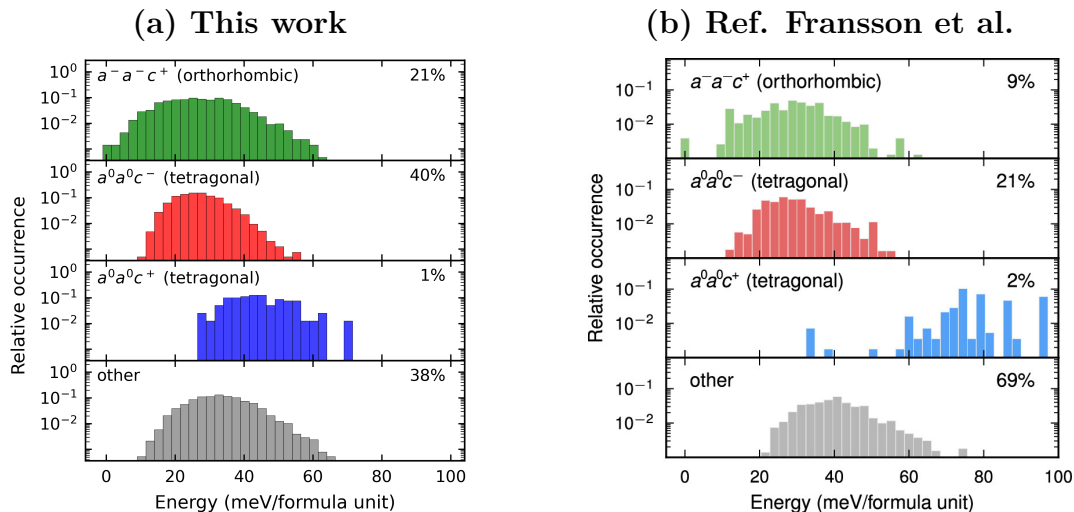 (a) This work
(b) Ref. Fransson et al.
Relative occurrence
a⁻a⁻c⁺ (orthorhombic) 21%
10⁰
10⁻²
a⁰a⁰c⁻ (tetragonal) 40%
10⁰
10⁻¹
10⁻²
a⁰a⁰c⁺ (tetragonal) 1%
10⁰
10⁻¹
10⁻²
other 38%
10⁰
10⁻¹
10⁻²
0 20 40 60 80 100
Energy (meV/formula unit)
Relative occurrence
a⁻a⁻c⁺ (orthorhombic) 9%
10⁻¹
10⁻²
a⁰a⁰c⁻ (tetragonal) 21%
10⁻¹
10⁻²
a⁰a⁰c⁺ (tetragonal) 2%
10⁻¹
10⁻²
other 69%
10⁻¹
10⁻²
0 20 40 60 80 100
Energy (meV/formula unit)